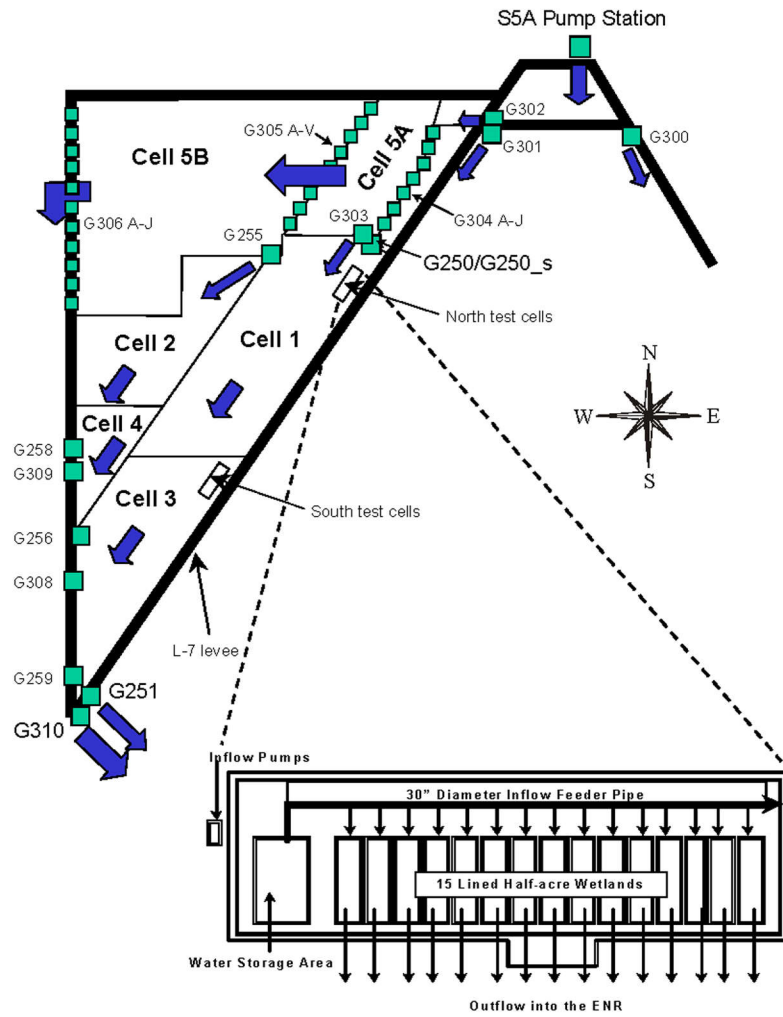 S5A Pump Station
G302
G305 A-V
G301
G300
Cell 5A
Cell 5B
G303
G304 A-J
G306 A-J
G255
G250/G250_s
North test cells
Cell 1
Cell 2
N
W
E
S
Cell 4
G258
G309
Cell 3
South test cells
G256
G308
L-7 levee
G259
G251
G310
Inflow Pumps
30" Diameter Inflow Feeder Pipe
15 Lined Half-acre Wetlands
Water Storage Area
Outflow into the ENR